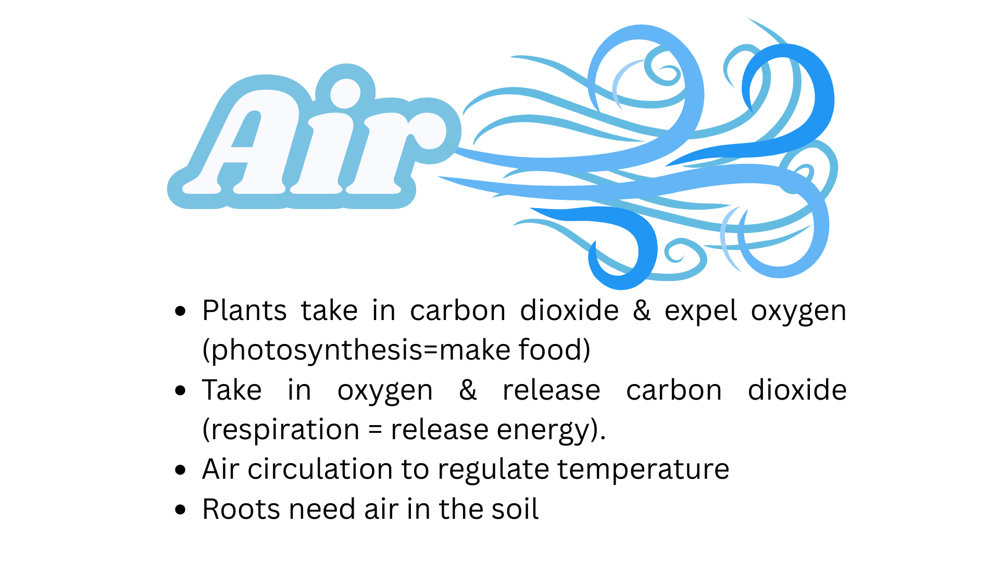 Air
• Plants take in carbon dioxide & expel oxygen
(photosynthesis=make food)
• Take in oxygen & release carbon dioxide
(respiration = release energy).
• Air circulation to regulate temperature
• Roots need air in the soil